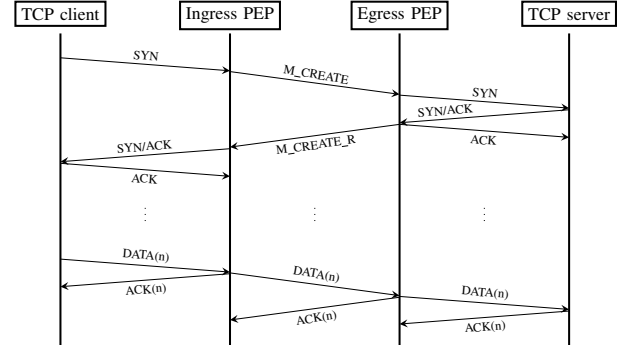 TCP client
Ingress PEP
Egress PEP
TCP server
SYN
M_CREATE
SYN
SYN/ACK
ACK
M_CREATE_R
SYN/ACK
ACK
DATA(n)
DATA(n)
ACK(n)
DATA(n)
ACK(n)
ACK(n)